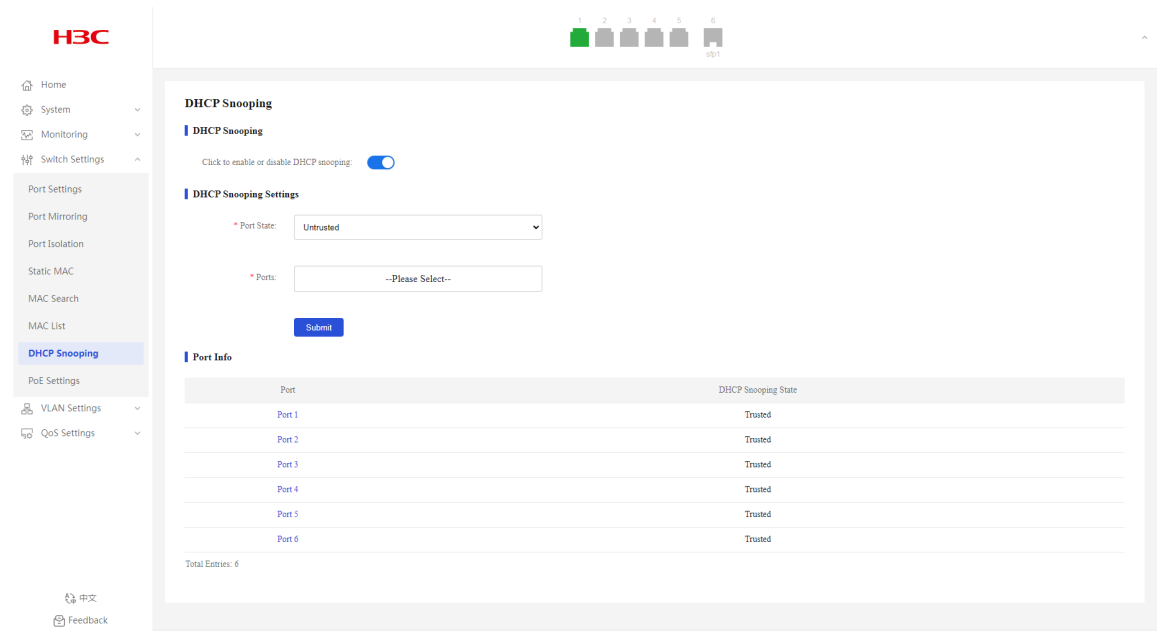 H3C
1 2 3 4 5 6
sfp1
Home
System
Monitoring
Switch Settings
Port Settings
Port Mirroring
Port Isolation
Static MAC
MAC Search
MAC List
DHCP Snooping
PoE Settings
VLAN Settings
QoS Settings
中文
Feedback
DHCP Snooping
DHCP Snooping
Click to enable or disable DHCP snooping:
DHCP Snooping Settings
* Port State: Untrusted
* Ports: --Please Select--
Submit
Port Info
Port DHCP Snooping State
Port 1 Trusted
Port 2 Trusted
Port 3 Trusted
Port 4 Trusted
Port 5 Trusted
Port 6 Trusted
Total Entries: 6